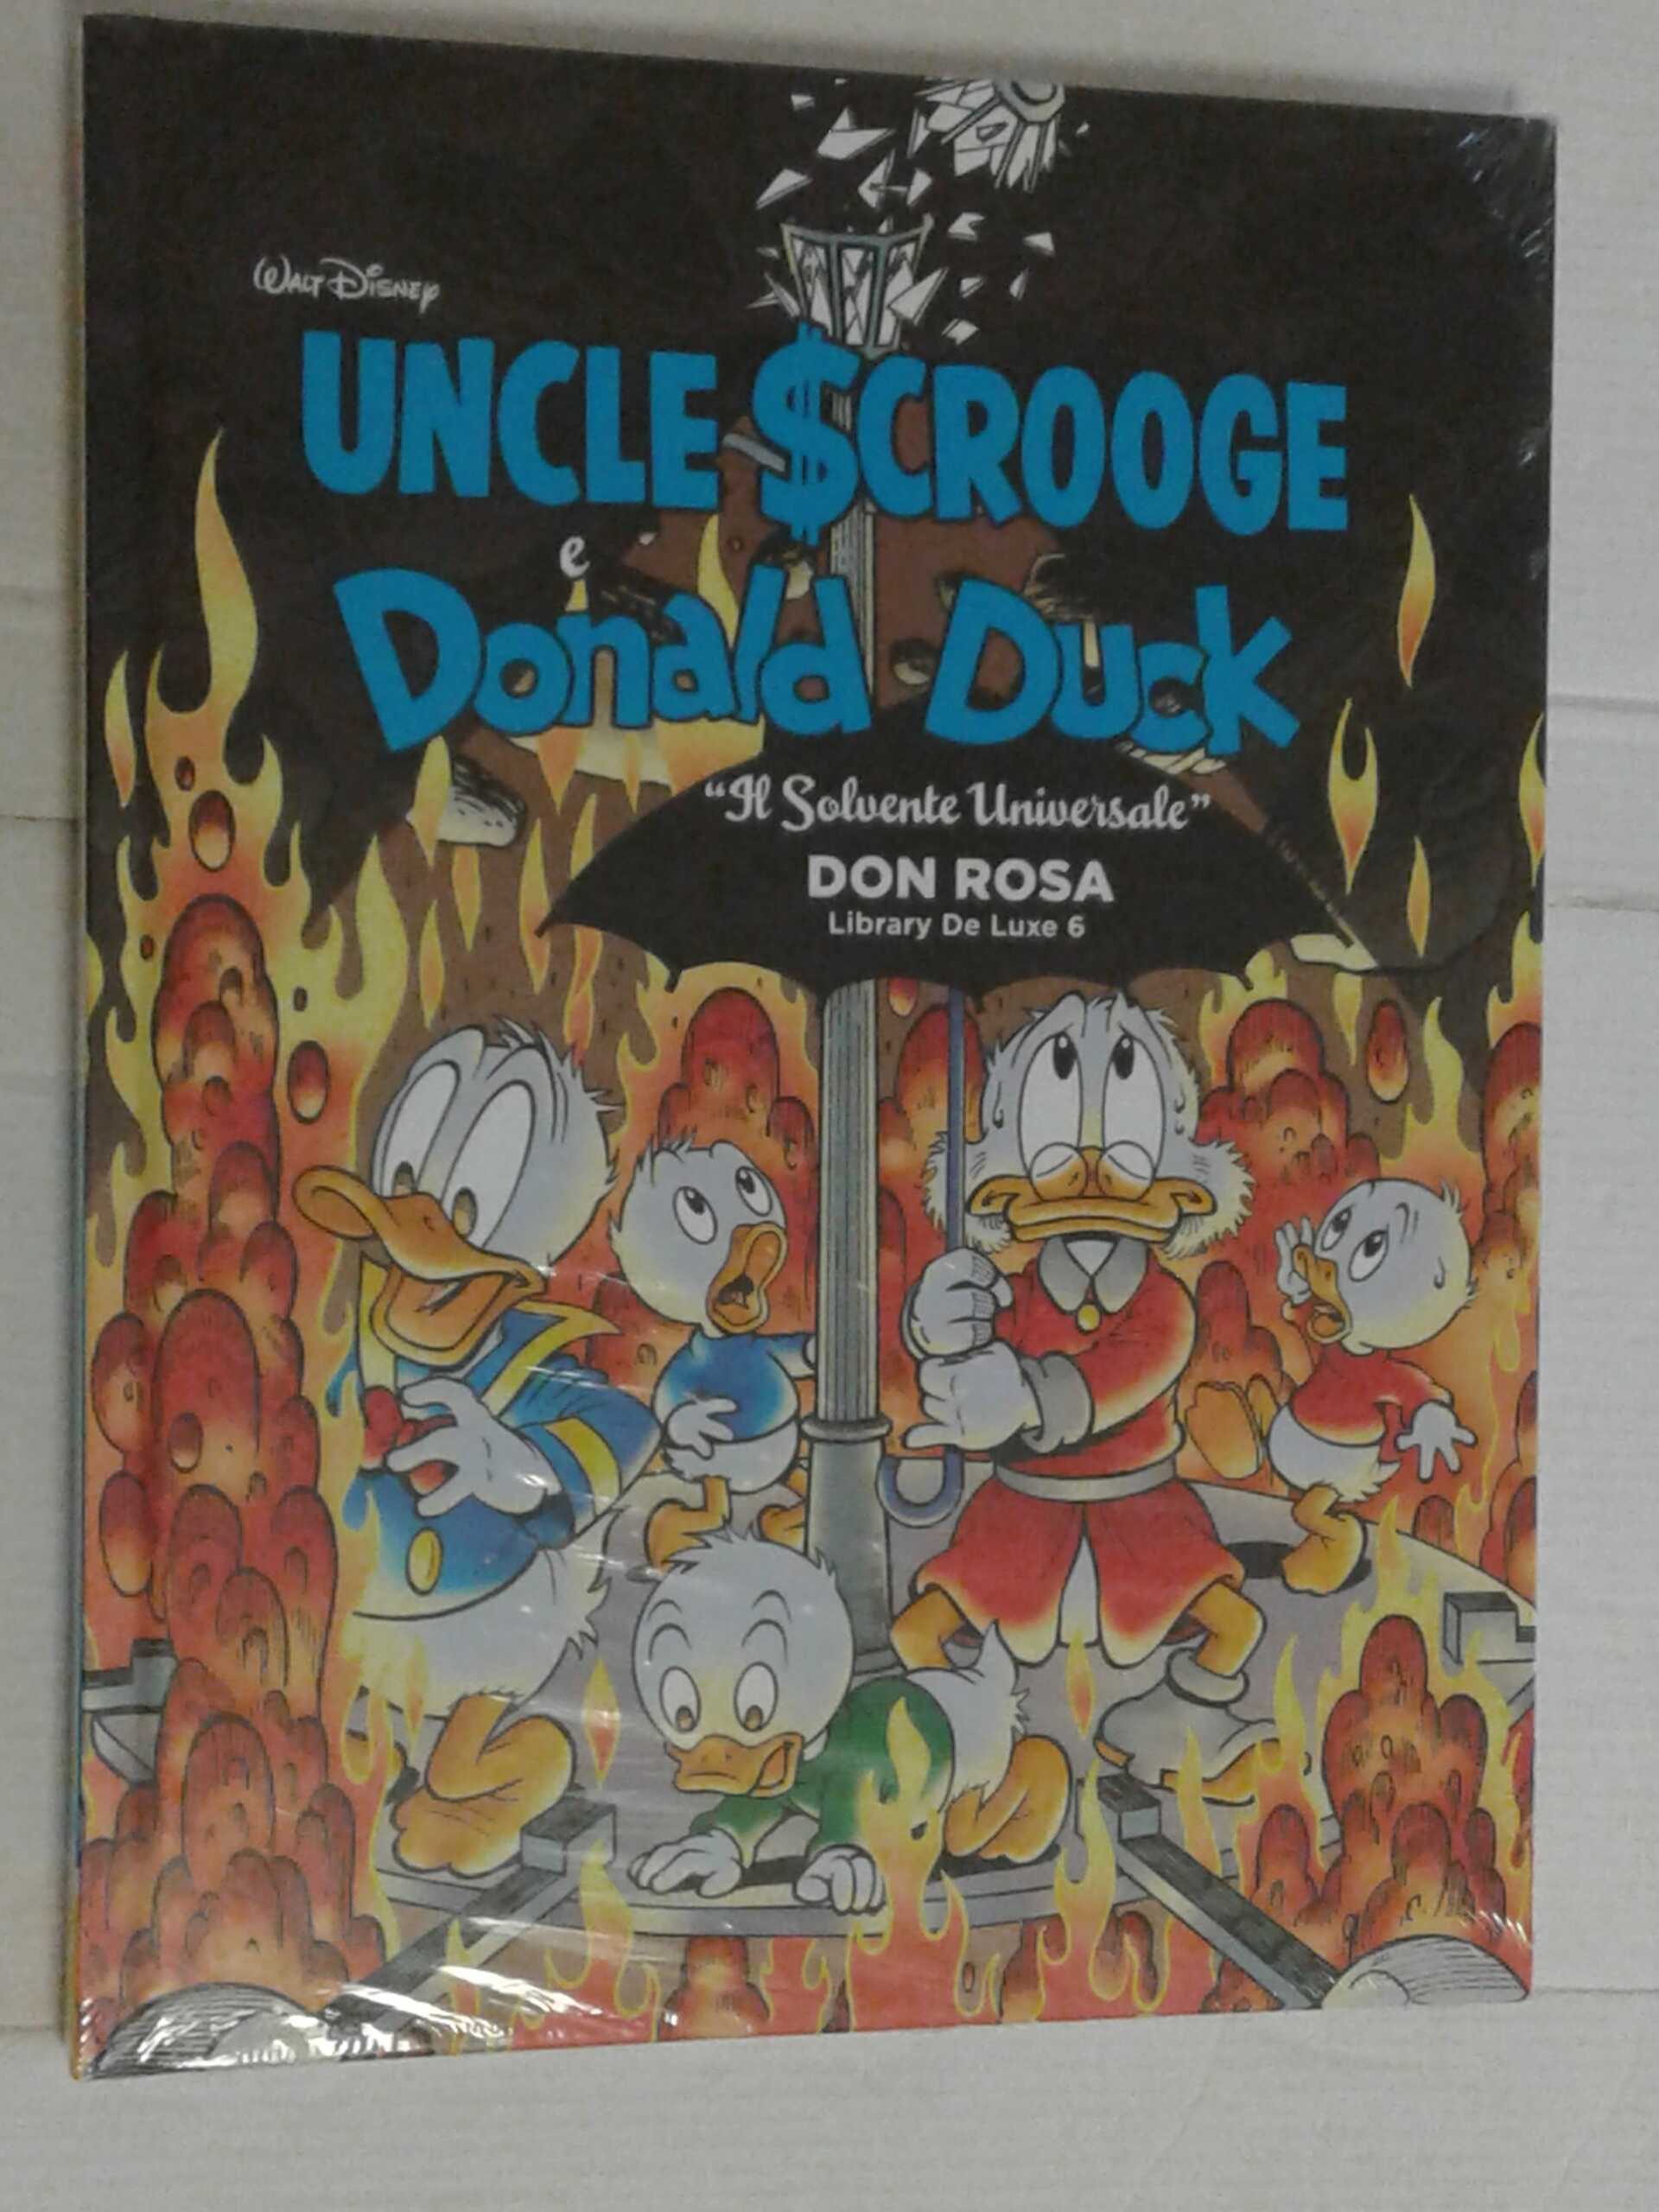 WALT DISNEY
UNCLE $CROOGE
e
Donald Duck
"Il Solvente Universale"
DON ROSA
Library De Luxe 6